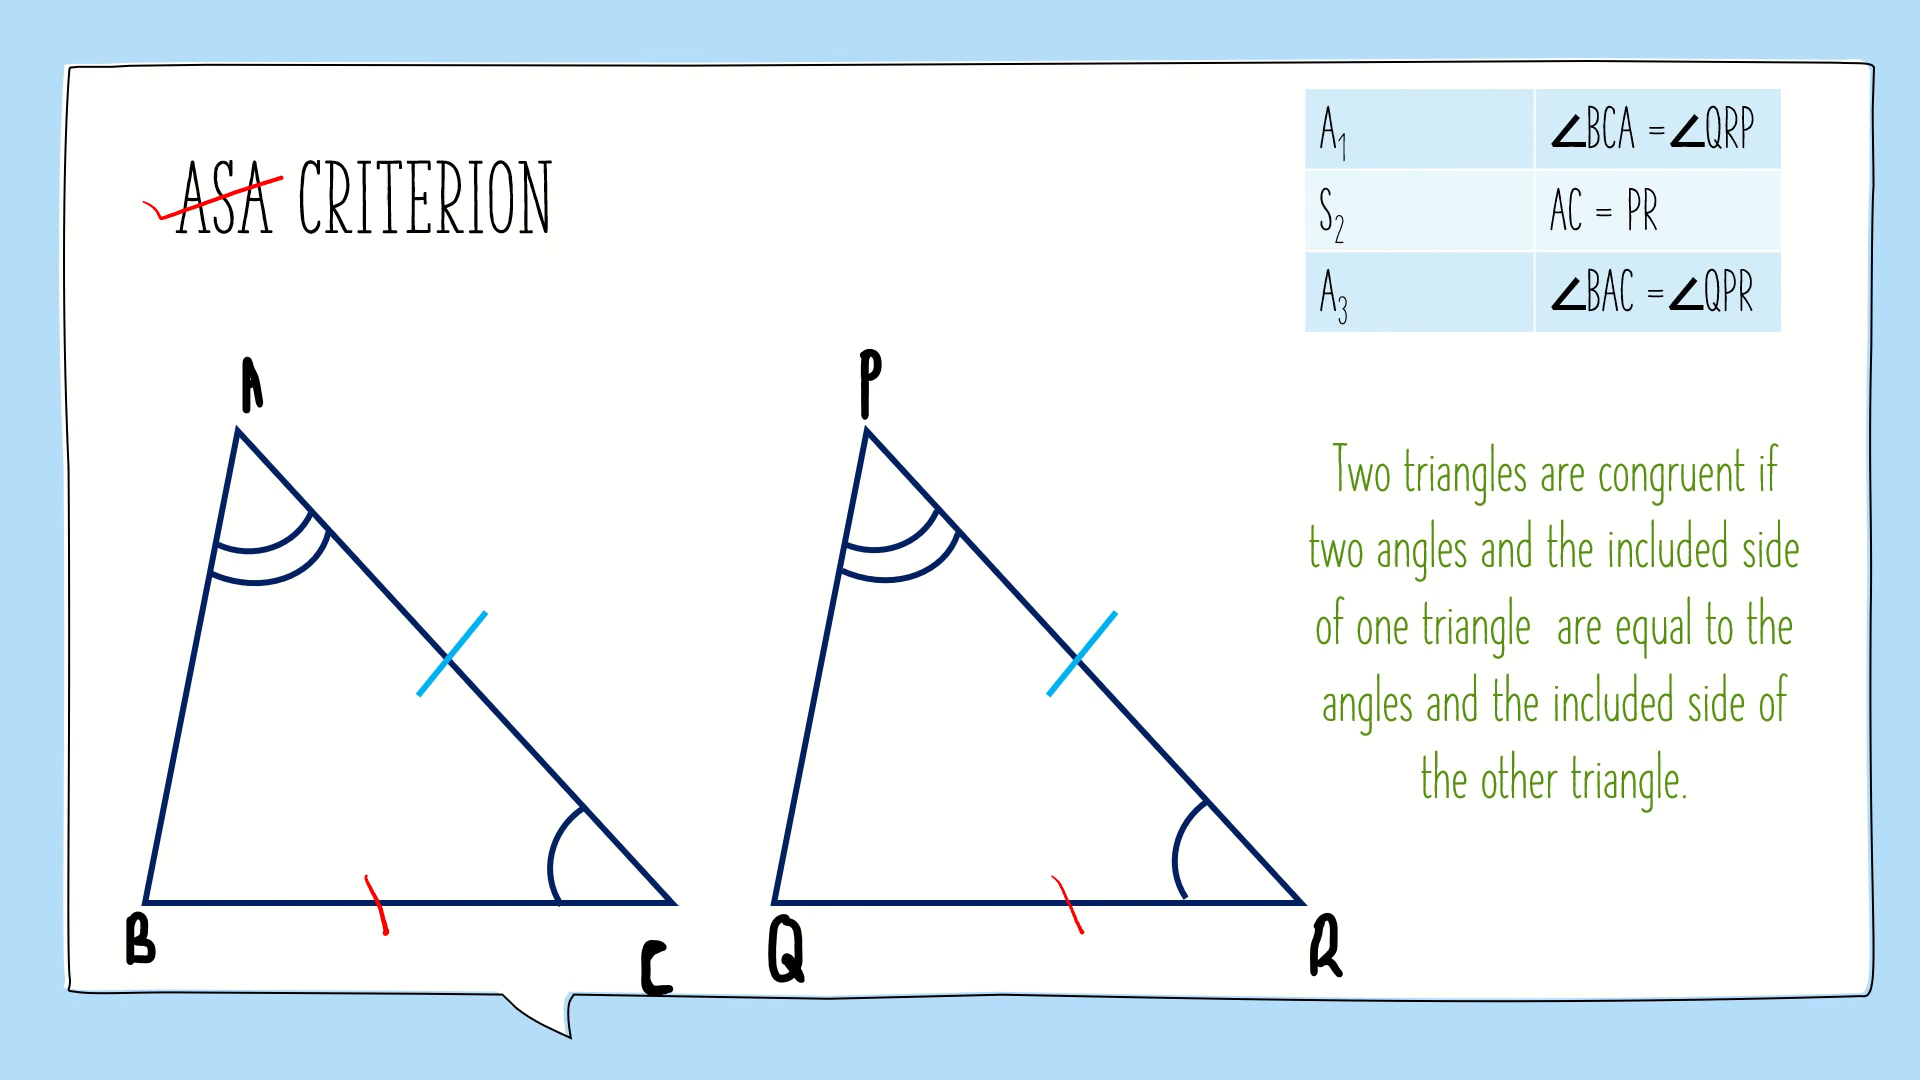 ASA CRITERION
A₁ ∠BCA = ∠QRP
S₂ AC = PR
A₃ ∠BAC = ∠QPR
A
P
Two triangles are congruent if
two angles and the included side
of one triangle are equal to the
angles and the included side of
the other triangle.
B
C
Q
R